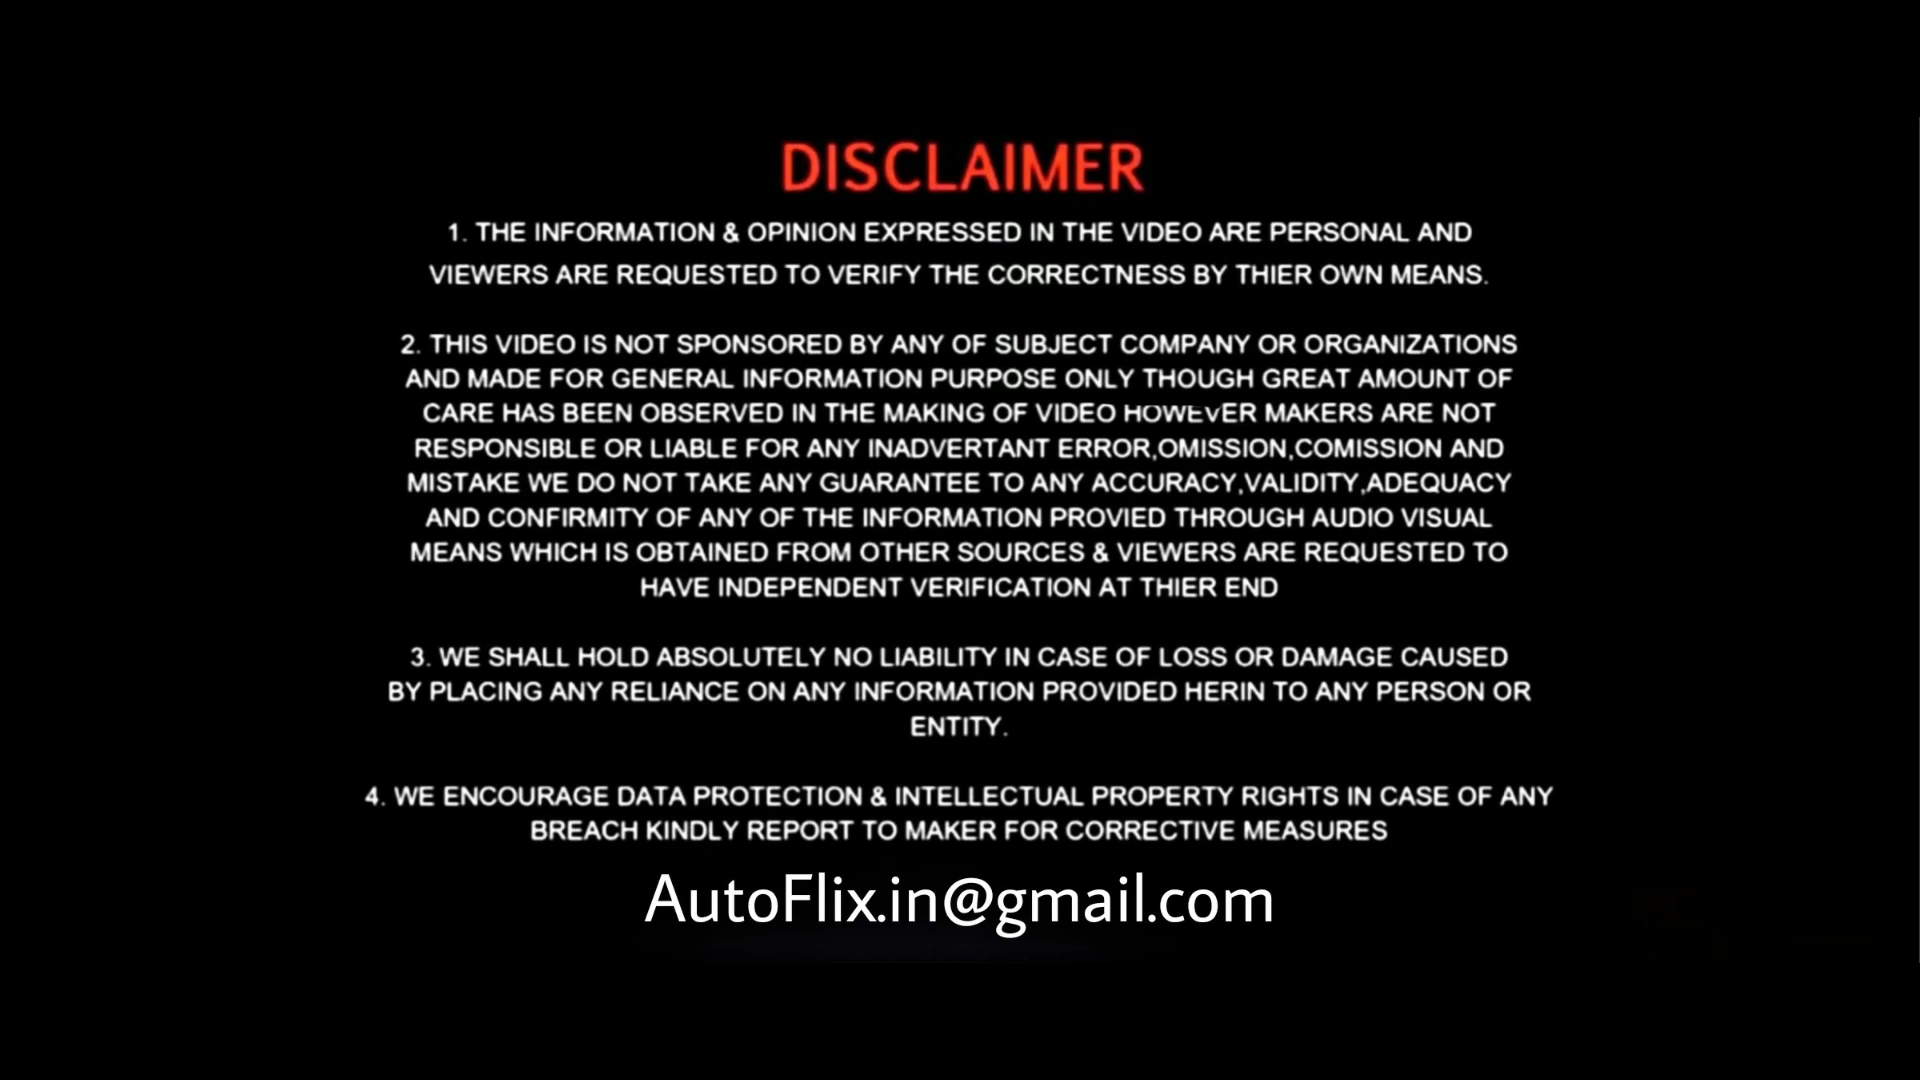 DISCLAIMER
1. THE INFORMATION & OPINION EXPRESSED IN THE VIDEO ARE PERSONAL AND
VIEWERS ARE REQUESTED TO VERIFY THE CORRECTNESS BY THIER OWN MEANS.
2. THIS VIDEO IS NOT SPONSORED BY ANY OF SUBJECT COMPANY OR ORGANIZATIONS
AND MADE FOR GENERAL INFORMATION PURPOSE ONLY THOUGH GREAT AMOUNT OF
CARE HAS BEEN OBSERVED IN THE MAKING OF VIDEO HOWEVER MAKERS ARE NOT
RESPONSIBLE OR LIABLE FOR ANY INADVERTANT ERROR,OMISSION,COMISSION AND
MISTAKE WE DO NOT TAKE ANY GUARANTEE TO ANY ACCURACY,VALIDITY,ADEQUACY
AND CONFIRMITY OF ANY OF THE INFORMATION PROVIED THROUGH AUDIO VISUAL
MEANS WHICH IS OBTAINED FROM OTHER SOURCES & VIEWERS ARE REQUESTED TO
HAVE INDEPENDENT VERIFICATION AT THIER END
3. WE SHALL HOLD ABSOLUTELY NO LIABILITY IN CASE OF LOSS OR DAMAGE CAUSED
BY PLACING ANY RELIANCE ON ANY INFORMATION PROVIDED HERIN TO ANY PERSON OR
ENTITY.
4. WE ENCOURAGE DATA PROTECTION & INTELLECTUAL PROPERTY RIGHTS IN CASE OF ANY
BREACH KINDLY REPORT TO MAKER FOR CORRECTIVE MEASURES
AutoFlix.in@gmail.com